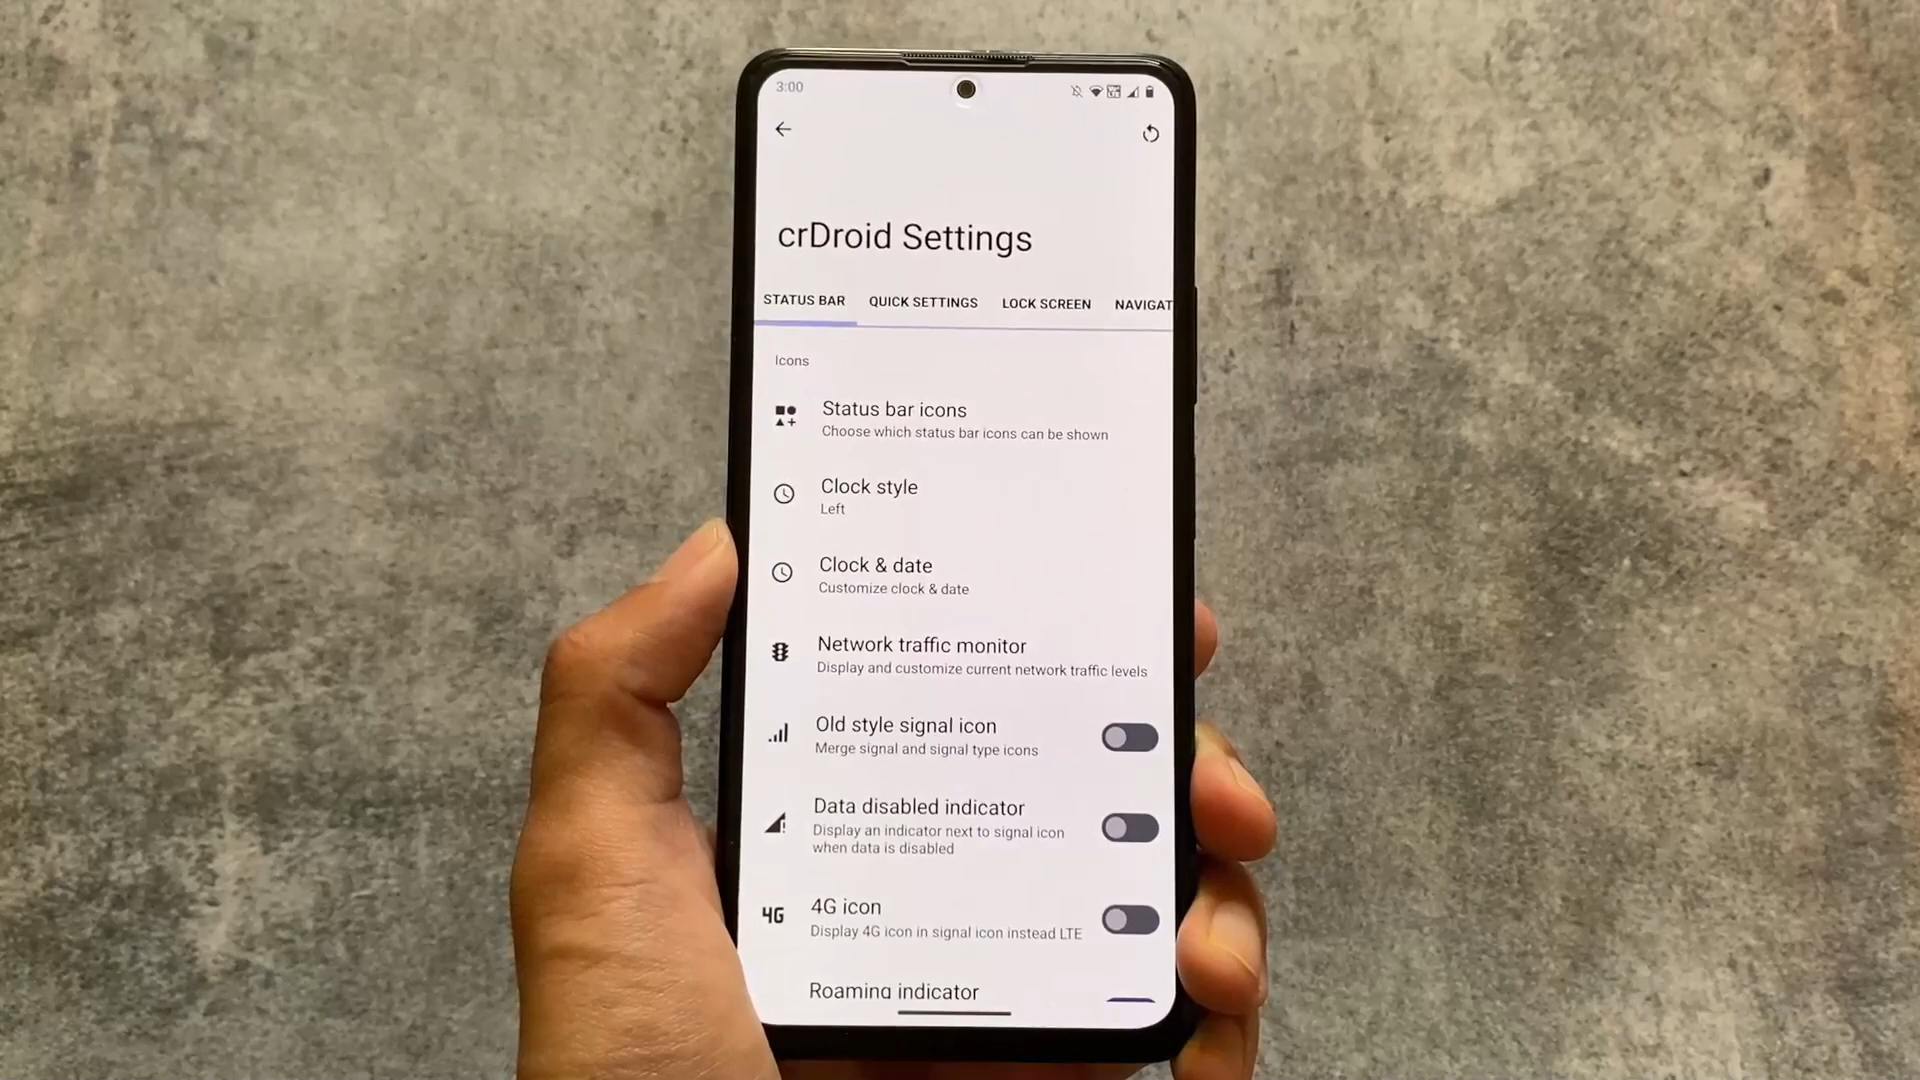 3:00
crDroid Settings
STATUS BAR QUICK SETTINGS LOCK SCREEN NAVIGAT
Icons
Status bar icons
Choose which status bar icons can be shown
Clock style
Left
Clock & date
Customize clock & date
Network traffic monitor
Display and customize current network traffic levels
Old style signal icon
Merge signal and signal type icons
Data disabled indicator
Display an indicator next to signal icon
when data is disabled
4G
4G icon
Display 4G icon in signal icon instead LTE
Roaming indicator